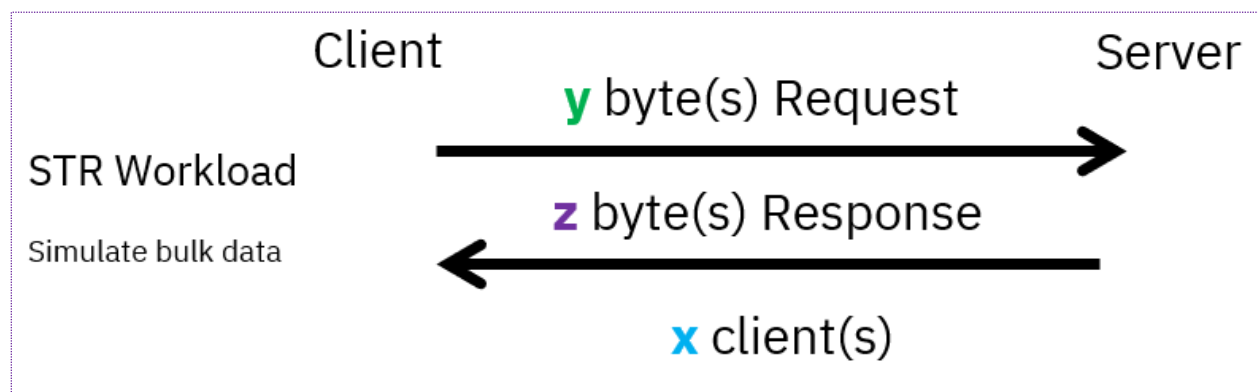 Client
Server
y byte(s) Request
STR Workload
z byte(s) Response
Simulate bulk data
x client(s)